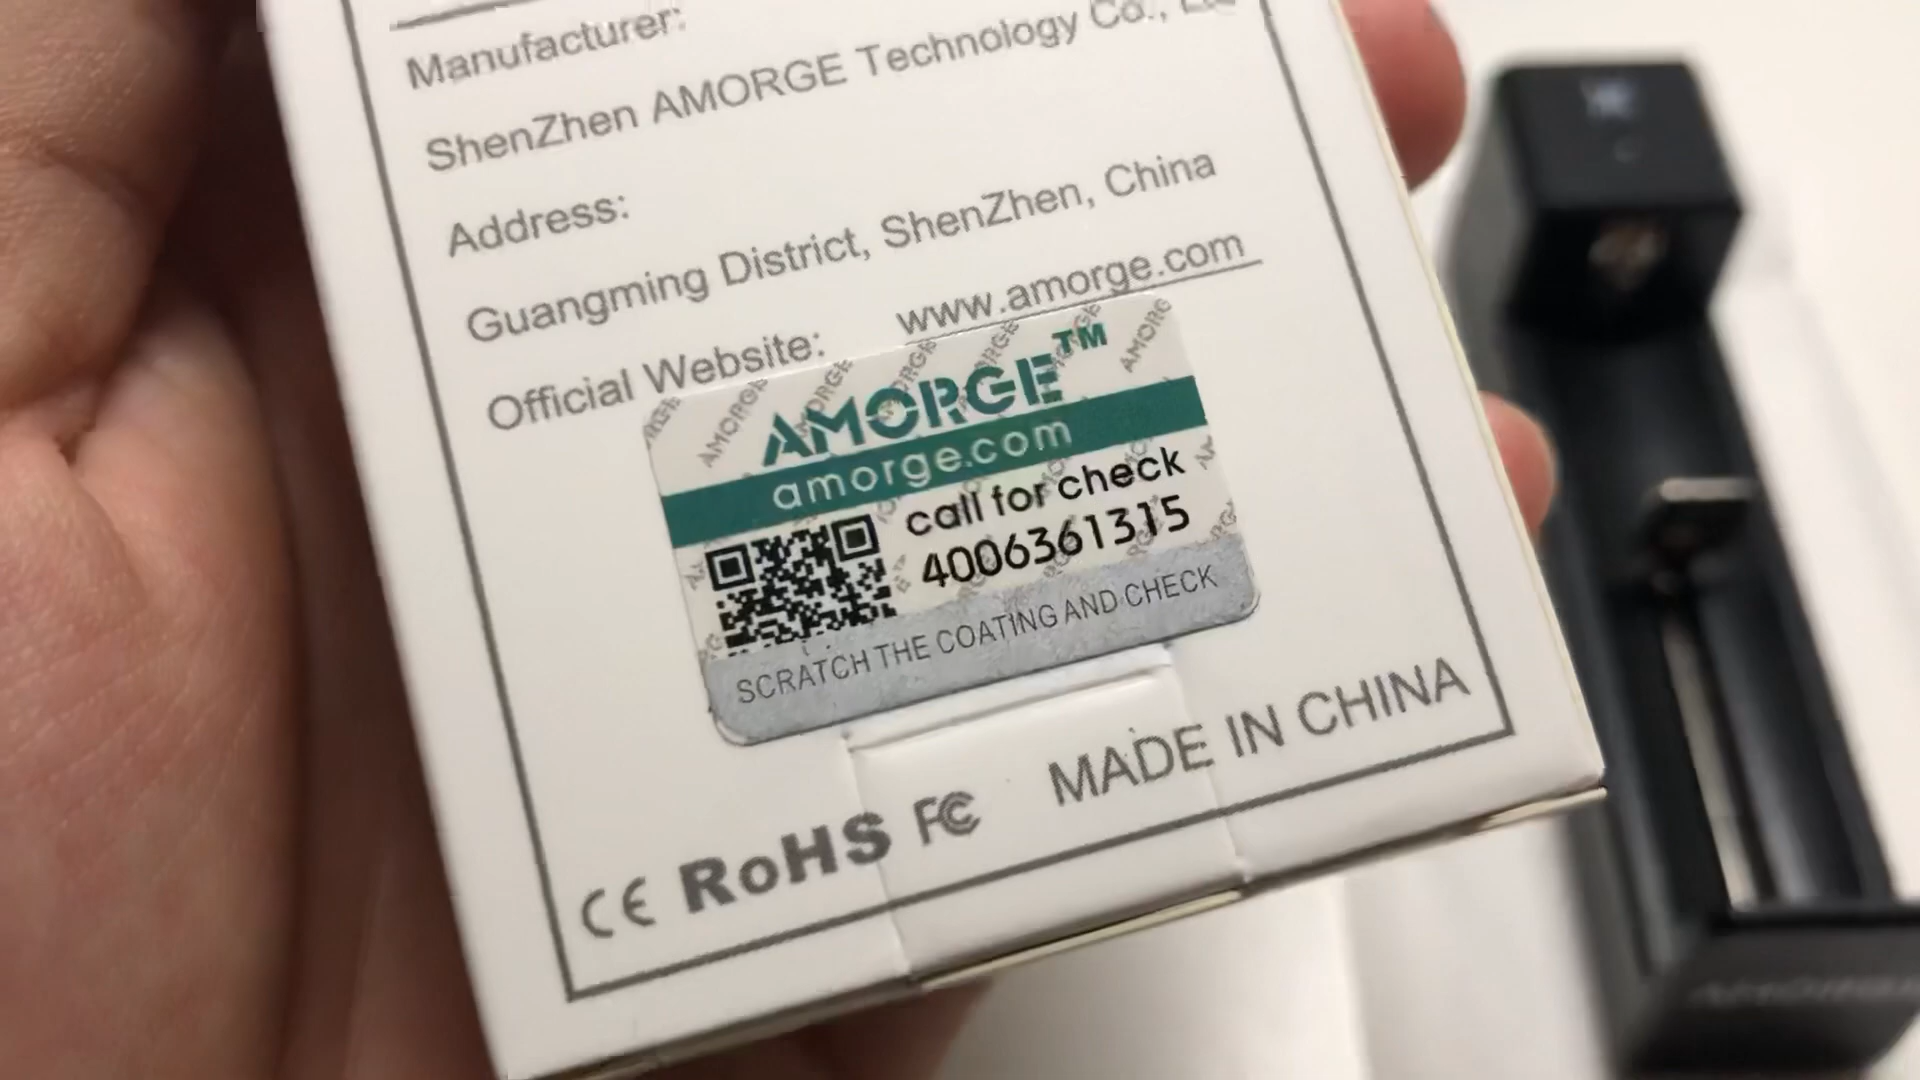 Manufacturer:
ShenZhen AMORGE Technology Co.,
Address:
Guangming District, ShenZhen, China
Official Website: www.amorge.com
AMORGE™
amorge.com
call for check
4006361315
SCRATCH THE COATING AND CHECK
CE RoHS FC MADE IN CHINA